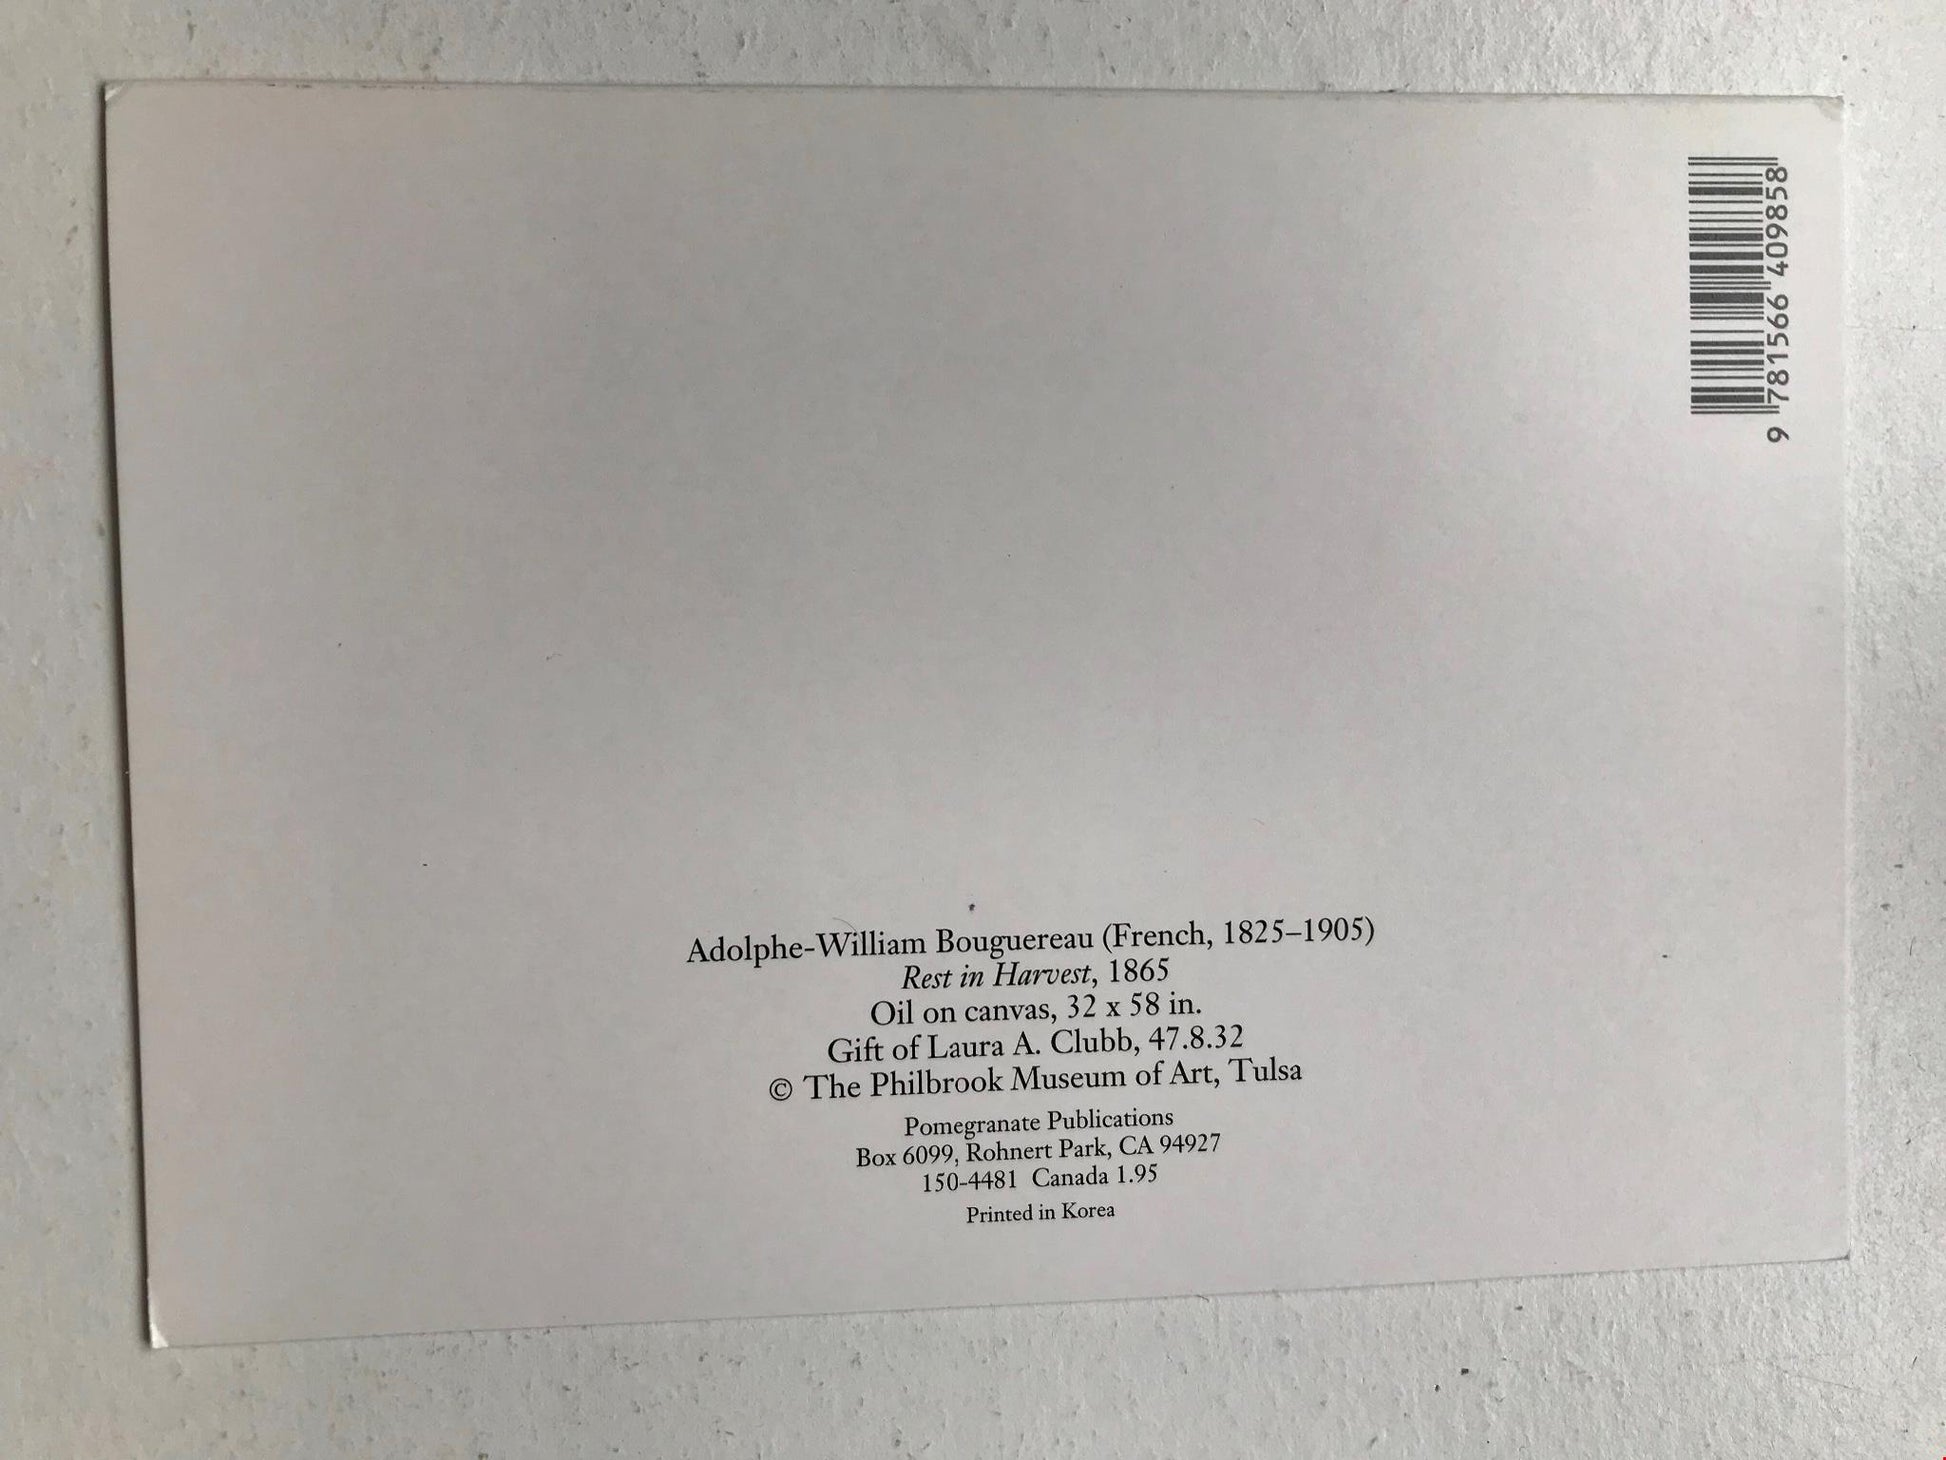 9 781566 409858
Adolphe-William Bouguereau (French, 1825–1905)
Rest in Harvest, 1865
Oil on canvas, 32 x 58 in.
Gift of Laura A. Clubb, 47.8.32
© The Philbrook Museum of Art, Tulsa
Pomegranate Publications
Box 6099, Rohnert Park, CA 94927
150-4481 Canada 1.95
Printed in Korea